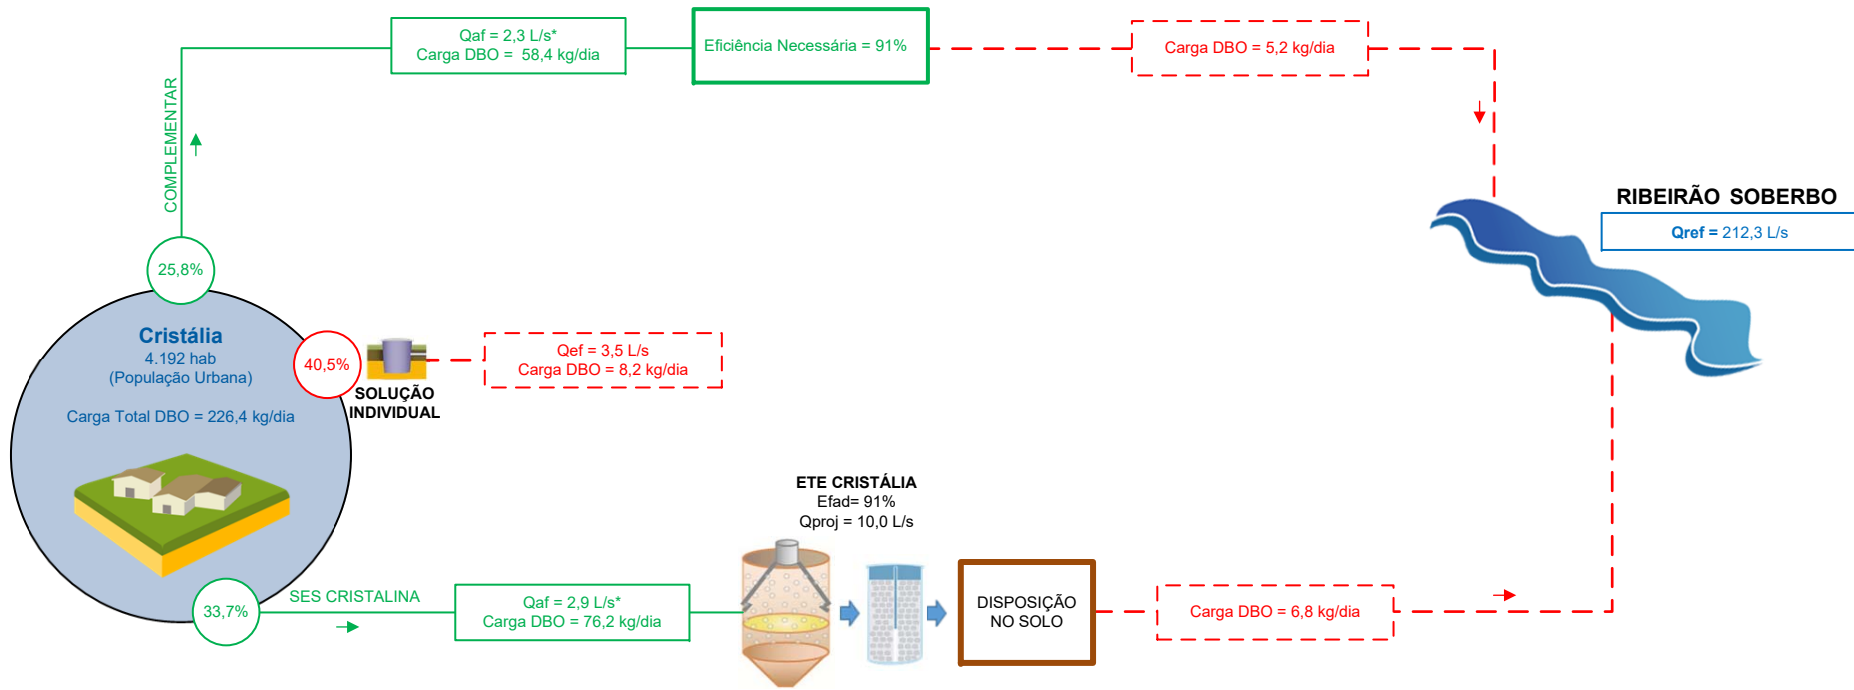 Qaf = 2,3 L/s*
Carga DBO = 58,4 kg/dia
Eficiência Necessária = 91%
Carga DBO = 5,2 kg/dia
COMPLEMENTAR
RIBEIRÃO SOBERBO
Qref = 212,3 L/s
25,8%
Cristália
4.192 hab
(População Urbana)
Carga Total DBO = 226,4 kg/dia
40,5%
SOLUÇÃO
INDIVIDUAL
Qef = 3,5 L/s
Carga DBO = 8,2 kg/dia
ETE CRISTÁLIA
Efad= 91%
Qproj = 10,0 L/s
33,7%
SES CRISTALINA
Qaf = 2,9 L/s*
Carga DBO = 76,2 kg/dia
DISPOSIÇÃO
NO SOLO
Carga DBO = 6,8 kg/dia